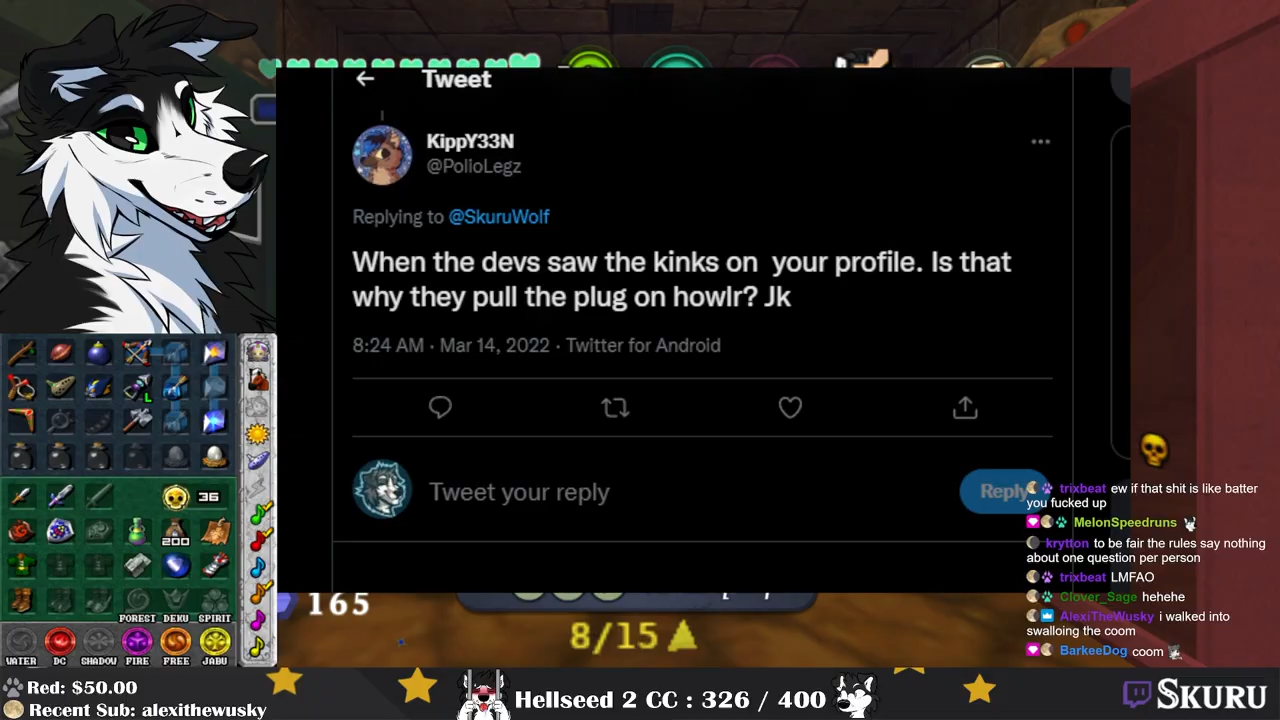 Tweet
KippY33N
@PolioLegz
Replying to @SkuruWolf
When the devs saw the kinks on your profile. Is that
why they pull the plug on howlr? Jk
8:24 AM · Mar 14, 2022 · Twitter for Android
Tweet your reply
Reply
L
36
200
FOREST DEKU SPIRIT
WATER DC SHADOW FIRE FREE JABU
165
8/15
trixbeat ew if that shit is like batter
you fucked up
MelonSpeedruns
krytton to be fair the rules say nothing
about one question per person
trixbeat LMFAO
Clover_Sage hehehe
AlexiTheWusky i walked into
swalloing the coom
BarkeeDog coom
Red: $50.00
Recent Sub: alexithewusky
Hellseed 2 CC : 326 / 400
SKURU